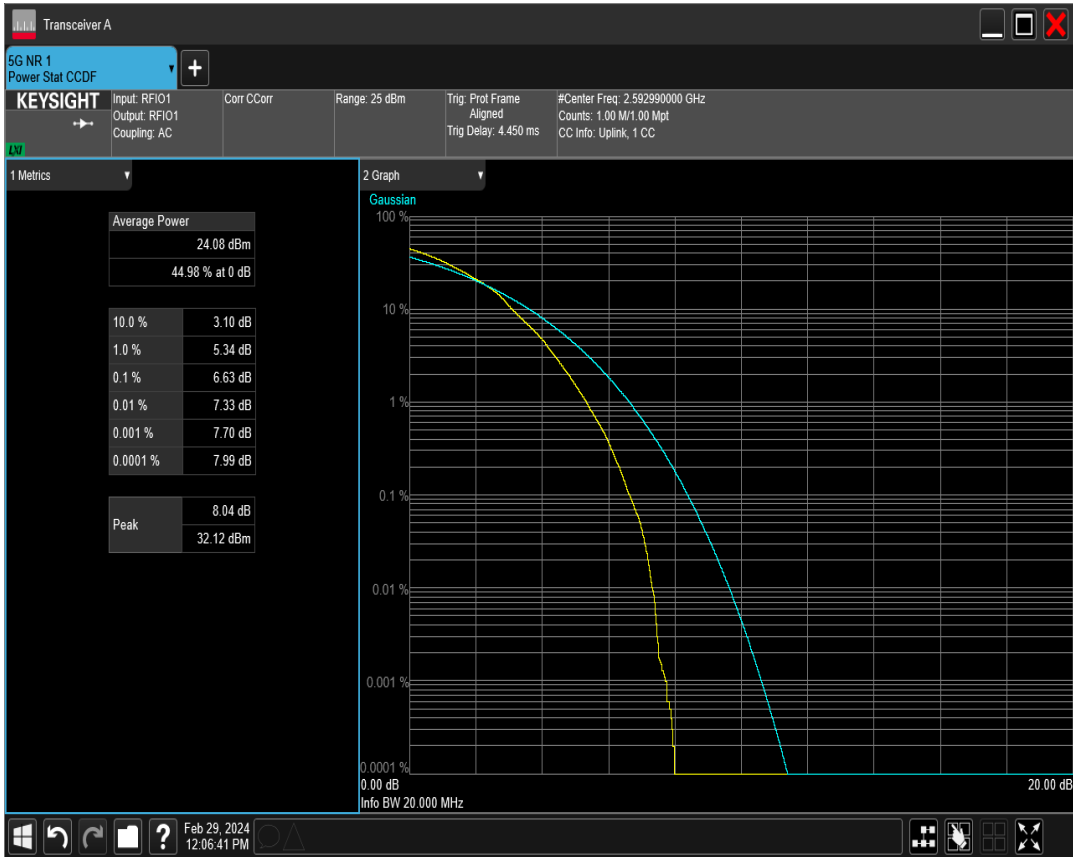 Transceiver A
5G NR 1
Power Stat CCDF
+
KEYSIGHT
LXI
Input: RFIO1
Output: RFIO1
Coupling: AC
Corr CCorr
Range: 25 dBm
Trig: Prot Frame
Aligned
Trig Delay: 4.450 ms
#Center Freq: 2.592990000 GHz
Counts: 1.00 M/1.00 Mpt
CC Info: Uplink, 1 CC
1 Metrics
Average Power
24.08 dBm
44.98 % at 0 dB
10.0 % 3.10 dB
1.0 % 5.34 dB
0.1 % 6.63 dB
0.01 % 7.33 dB
0.001 % 7.70 dB
0.0001 % 7.99 dB
Peak 8.04 dB
32.12 dBm
2 Graph
Gaussian
100 %
10 %
1 %
0.1 %
0.01 %
0.001 %
0.0001 %
0.00 dB 20.00 dB
Info BW 20.000 MHz
?
Feb 29, 2024
12:06:41 PM